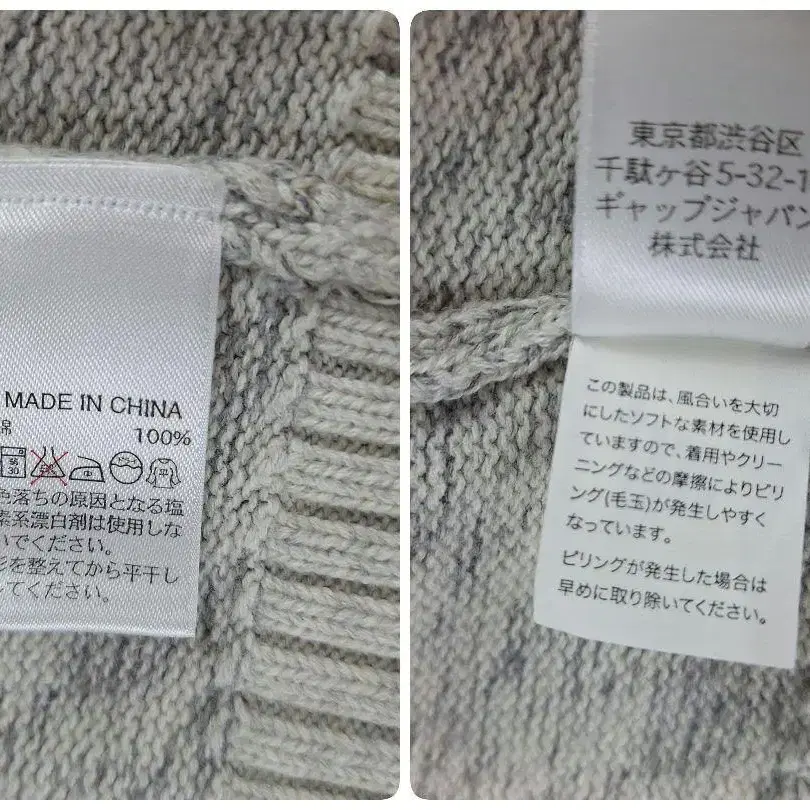 MADE IN CHINA
綿 100%
色落ちの原因となる塩
素系漂白剤は使用しな
いでください。
形を整えてから平干し
してください。
東京都渋谷区
千駄ヶ谷5-32-1
ギャップジャパン
株式会社
この製品は、風合いを大切
にしたソフトな素材を使用し
ていますので、着用やクリー
ニングなどの摩擦によりピリ
ング(毛玉)が発生しやすく
なっています。
ピリングが発生した場合は
早めに取り除いてください。